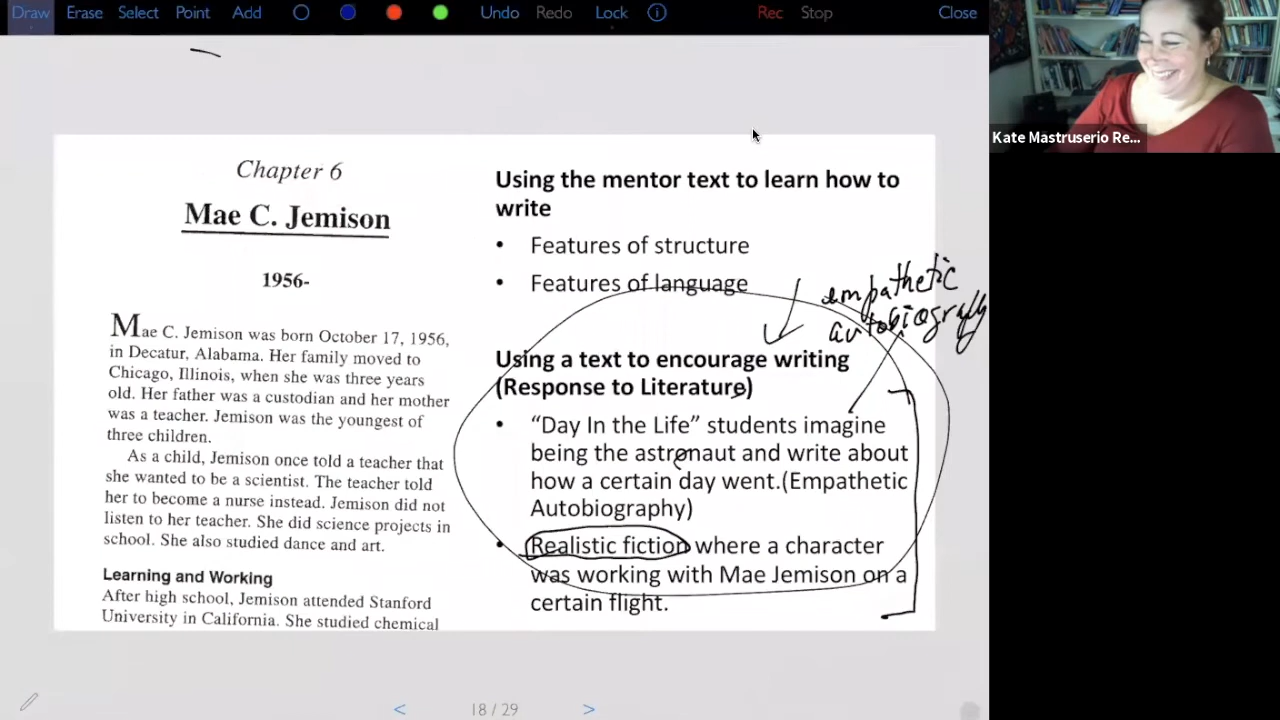 Draw Erase Select Point Add Undo Redo Lock Rec Stop Close
Kate Mastruserio Re...
Chapter 6
Mae C. Jemison
1956-
Mae C. Jemison was born October 17, 1956,
in Decatur, Alabama. Her family moved to
Chicago, Illinois, when she was three years
old. Her father was a custodian and her mother
was a teacher. Jemison was the youngest of
three children.
As a child, Jemison once told a teacher that
she wanted to be a scientist. The teacher told
her to become a nurse instead. Jemison did not
listen to her teacher. She did science projects in
school. She also studied dance and art.
Learning and Working
After high school, Jemison attended Stanford
University in California. She studied chemical
Using the mentor text to learn how to
write
• Features of structure
• Features of language
empathetic
autobiography
Using a text to encourage writing
(Response to Literature)
• “Day In the Life” students imagine
being the astronaut and write about
how a certain day went.(Empathetic
Autobiography)
• Realistic fiction where a character
was working with Mae Jemison on a
certain flight.
< 18 / 29 >